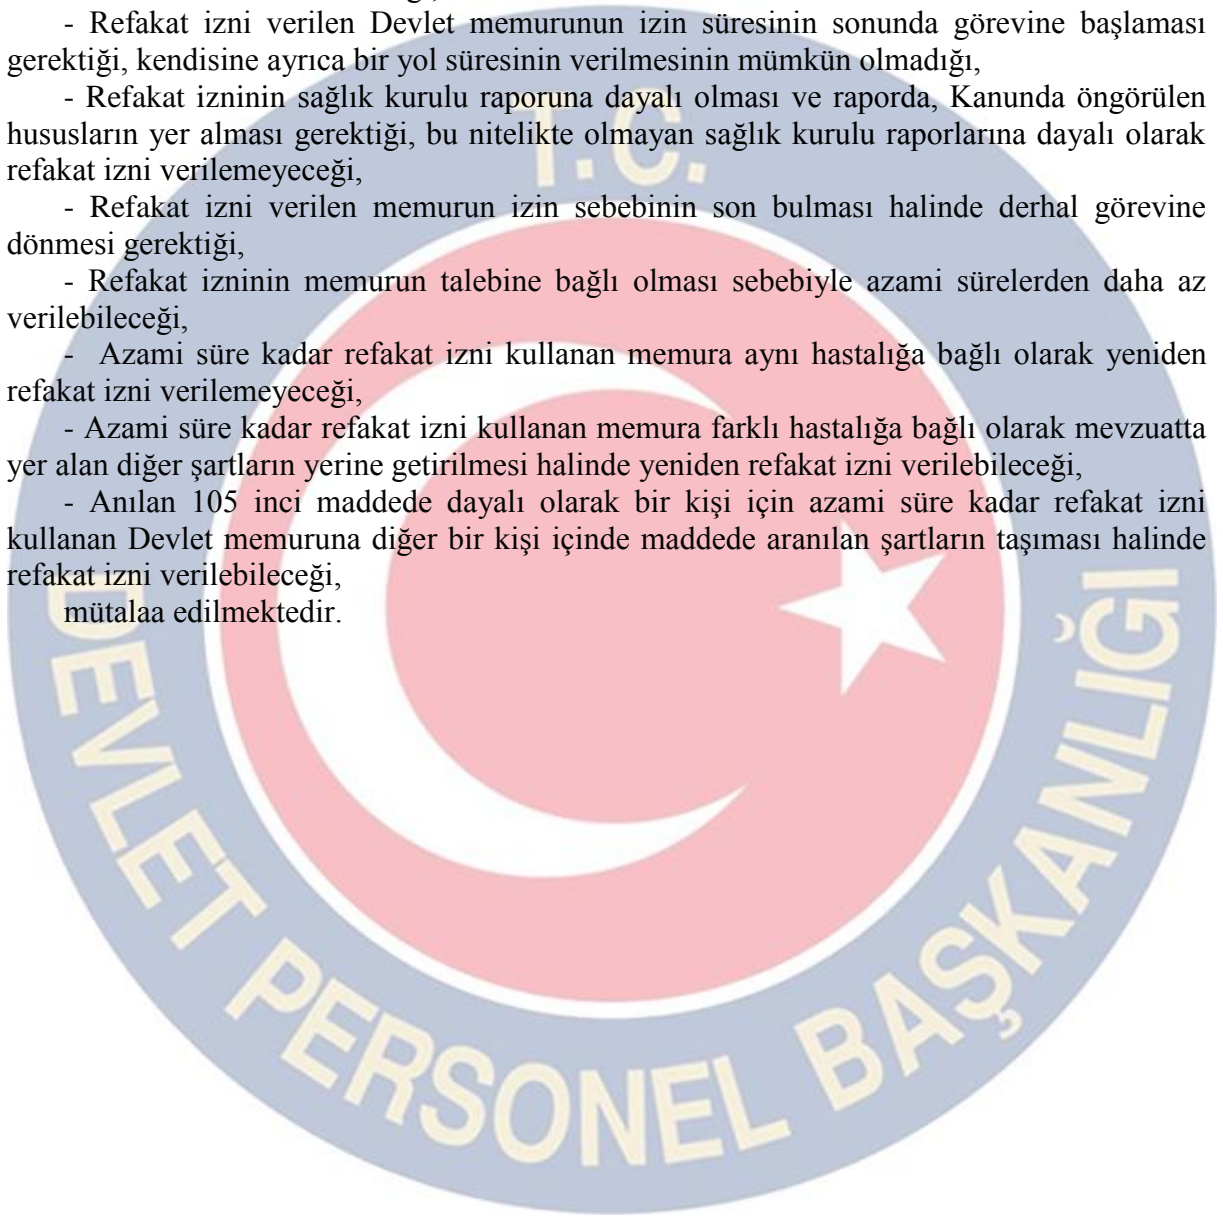 - Refakat izni verilen Devlet memurunun izin süresinin sonunda görevine başlaması
gerektiği, kendisine ayrıca bir yol süresinin verilmesinin mümkün olmadığı,
- Refakat izninin sağlık kurulu raporuna dayalı olması ve raporda, Kanunda öngörülen
hususların yer alması gerektiği, bu nitelikte olmayan sağlık kurulu raporlarına dayalı olarak
refakat izni verilemeyeceği,
- Refakat izni verilen memurun izin sebebinin son bulması halinde derhal görevine
dönmesi gerektiği,
- Refakat izninin memurun talebine bağlı olması sebebiyle azami sürelerden daha az
verilebileceği,
- Azami süre kadar refakat izni kullanan memura aynı hastalığa bağlı olarak yeniden
refakat izni verilemeyeceği,
- Azami süre kadar refakat izni kullanan memura farklı hastalığa bağlı olarak mevzuatta
yer alan diğer şartların yerine getirilmesi halinde yeniden refakat izni verilebileceği,
- Anılan 105 inci maddede dayalı olarak bir kişi için azami süre kadar refakat izni
kullanan Devlet memuruna diğer bir kişi içinde maddede aranılan şartların taşıması halinde
refakat izni verilebileceği,
mütalaa edilmektedir.
T.C.
DEVLET PERSONEL BAŞKANLIĞI